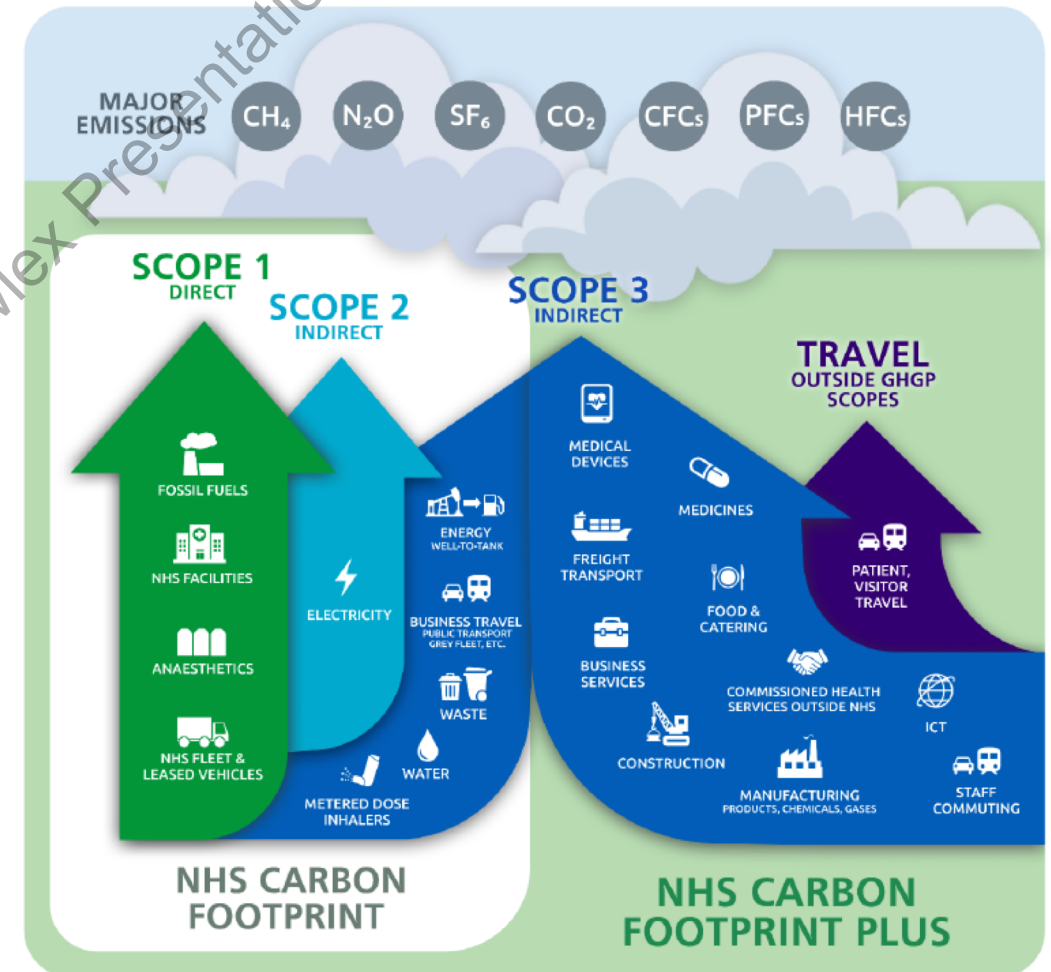 MAJOR
EMISSIONS
CH₄
N₂O
SF₆
CO₂
CFCs
PFCs
HFCs
SCOPE 1
DIRECT
SCOPE 2
INDIRECT
SCOPE 3
INDIRECT
TRAVEL
OUTSIDE GHGP
SCOPES
FOSSIL FUELS
NHS FACILITIES
ANAESTHETICS
NHS FLEET &
LEASED VEHICLES
ELECTRICITY
ENERGY
WELL-TO-TANK
BUSINESS TRAVEL
PUBLIC TRANSPORT
GREY FLEET, ETC.
WASTE
WATER
METERED DOSE
INHALERS
MEDICAL
DEVICES
FREIGHT
TRANSPORT
BUSINESS
SERVICES
CONSTRUCTION
MEDICINES
FOOD &
CATERING
COMMISSIONED HEALTH
SERVICES OUTSIDE NHS
MANUFACTURING
PRODUCTS, CHEMICALS, GASES
PATIENT,
VISITOR
TRAVEL
ICT
STAFF
COMMUTING
NHS CARBON
FOOTPRINT
NHS CARBON
FOOTPRINT PLUS